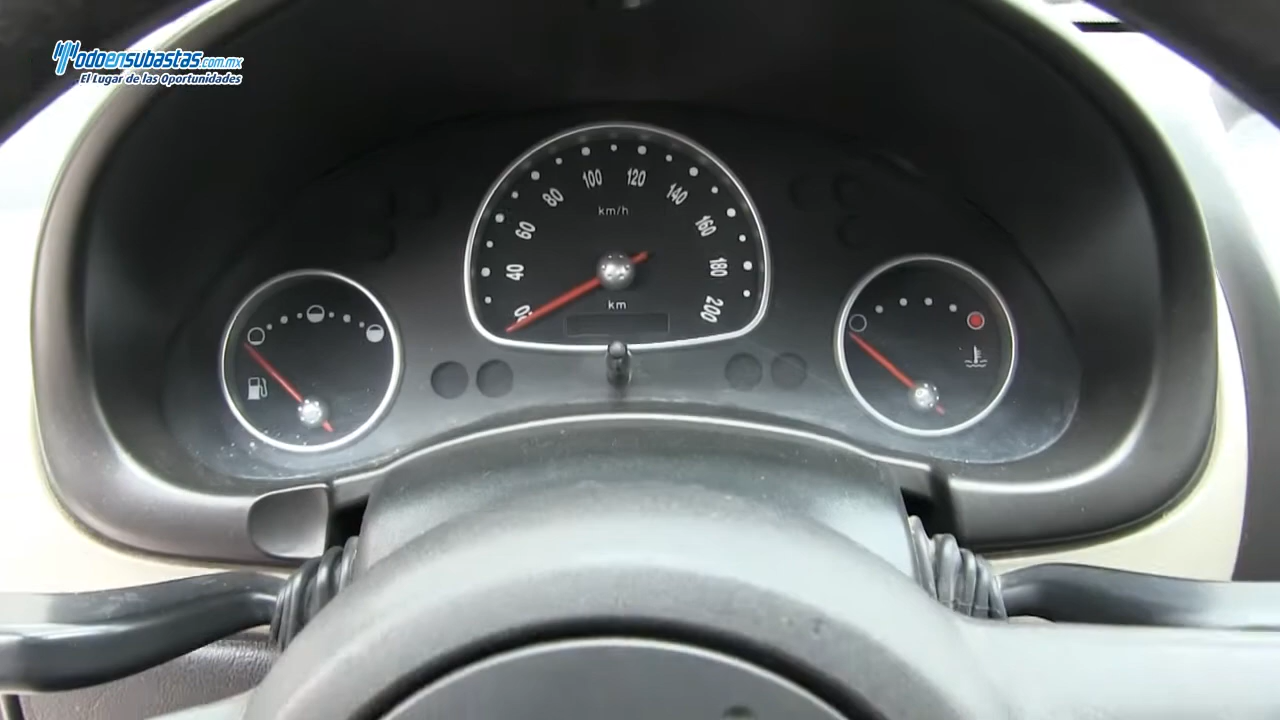 Todoensubastas.com.mx
El Lugar de las Oportunidades
100 120
80 140
km/h
60 160
40 180
km
0 200